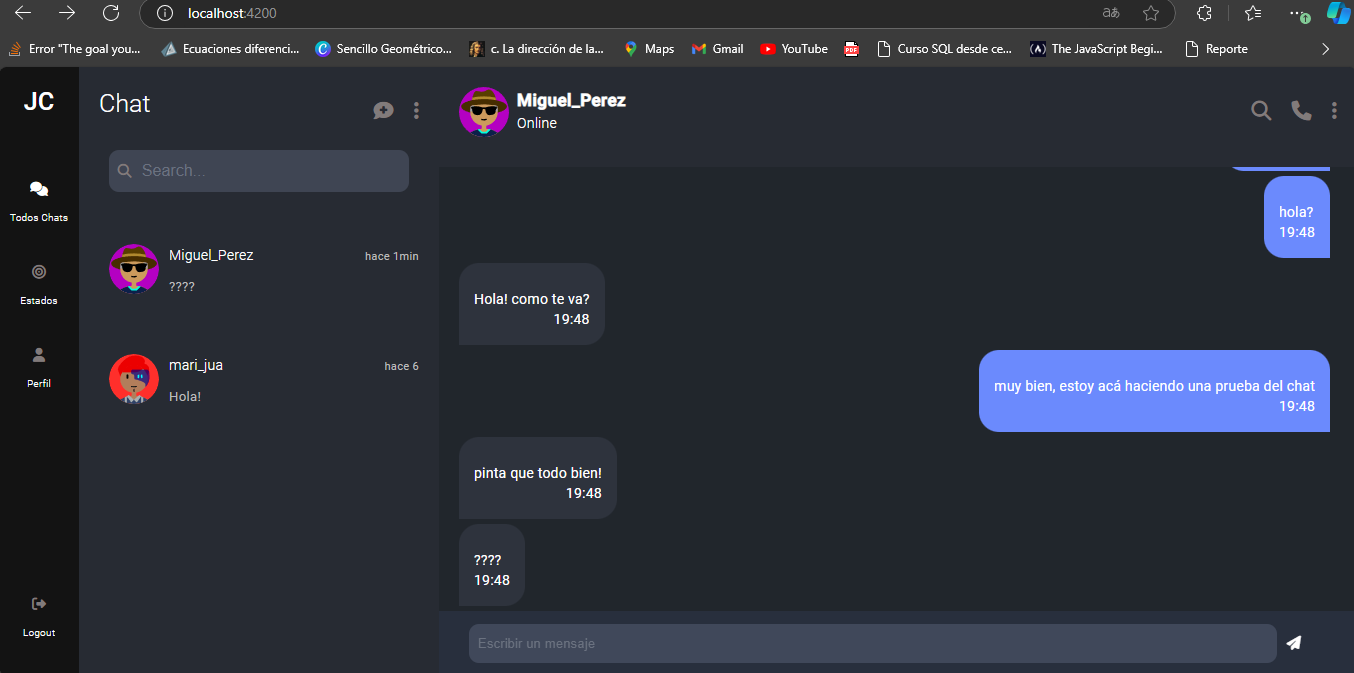 localhost:4200
aあ
Error "The goal you...
Ecuaciones diferenci...
Sencillo Geométrico...
c. La dirección de la...
Maps
Gmail
YouTube
PDF
Curso SQL desde ce...
The JavaScript Begi...
Reporte
JC
Todos Chats
Estados
Perfil
Logout
Chat
Search...
Miguel_Perez
hace 1min
????
mari_jua
hace 6
Hola!
Miguel_Perez
Online
hola?
19:48
Hola! como te va?
19:48
muy bien, estoy acá haciendo una prueba del chat
19:48
pinta que todo bien!
19:48
????
19:48
Escribir un mensaje